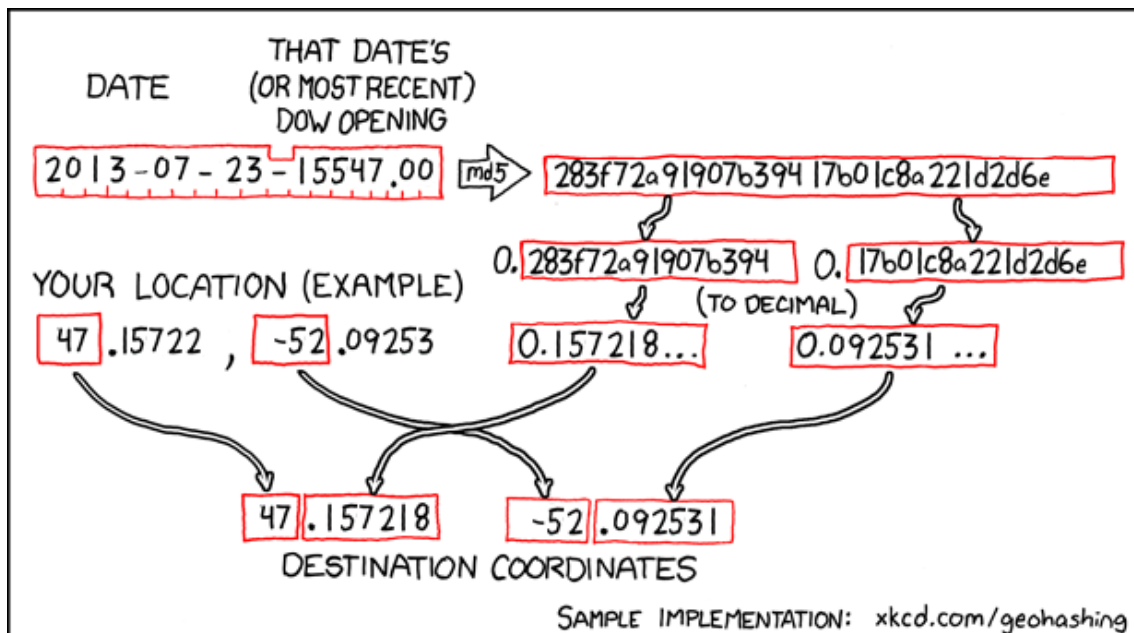 DATE
THAT DATE'S
(OR MOST RECENT)
DOW OPENING
2013-07-23-15547.00
md5
283f72a91907b39417b01c8a221d2d6e
0.283f72a91907b394
0.17b01c8a221d2d6e
YOUR LOCATION (EXAMPLE)
(TO DECIMAL)
47.15722, -52.09253
0.157218...
0.092531...
47.157218
-52.092531
DESTINATION COORDINATES
SAMPLE IMPLEMENTATION: xkcd.com/geohashing